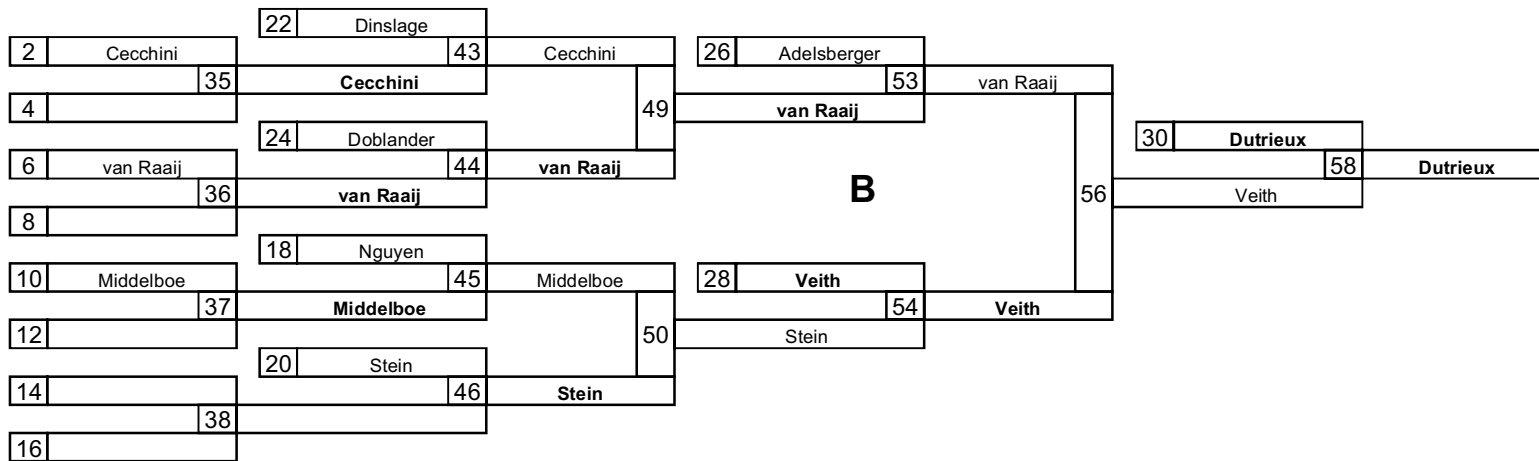 22 Dinslage
2 Cecchini 43 Cecchini 26 Adelsberger
35 Cecchini 53 van Raaij
4 49 van Raaij
24 Doblander 30 Dutrieux
6 van Raaij 44 van Raaij 58 Dutrieux
36 van Raaij B 56 Veith
8
18 Nguyen
10 Middelboe 45 Middelboe 28 Veith
37 Middelboe 54 Veith
12 50 Stein
20 Stein
14 46 Stein
38
16